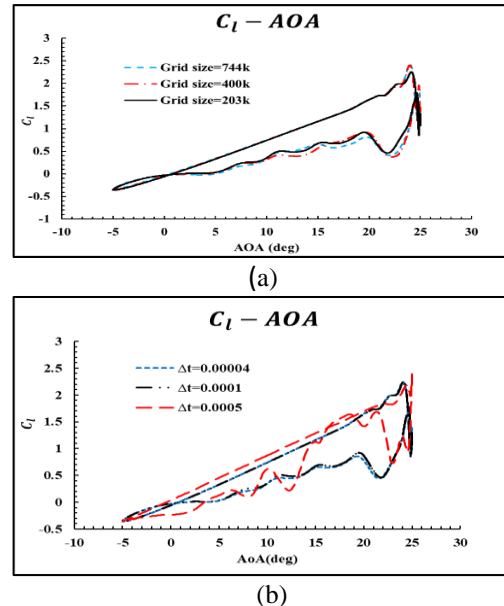 C_l − AOA
3
2.5
2
1.5
1
0.5
0
-0.5
-1
C_l
Grid size=744k
Grid size=400k
Grid size=203k
-10 -5 0 5 10 15 20 25 30
AOA (deg)
(a)
C_l − AOA
3
2.5
2
1.5
1
0.5
0
-0.5
C_l
Δt=0.00004
Δt=0.0001
Δt=0.0005
-10 -5 0 5 10 15 20 25 30
AoA(deg)
(b)